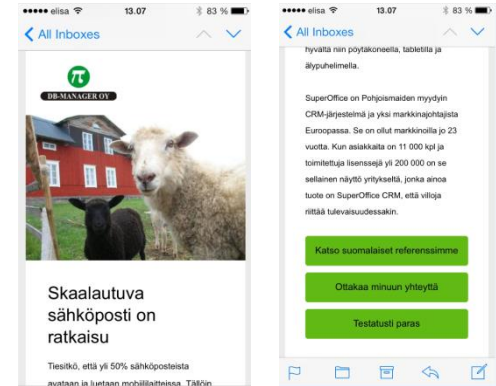 elisa 13.07 83 %
All Inboxes
π
DB-MANAGER OY
Skaalautuva
sähköposti on
ratkaisu
Tiesitkö, että yli 50% sähköposteista
avataan ja luetaan mobiililaitteissa. Tällöin
elisa 13.07 83 %
All Inboxes
hyvältä niin pöytäkoneella, tabletilla ja
älypuhelimella.
SuperOffice on Pohjoismaiden myydyin
CRM-järjestelmä ja yksi markkinajohtajista
Euroopassa. Se on ollut markkinoilla jo 23
vuotta. Kun asiakkaita on 11 000 kpl ja
toimitettuja lisenssejä yli 200 000 on se
sellainen näyttö yritykseltä, jonka ainoa
tuote on SuperOffice CRM, että villoja
riittää tulevaisuudessakin.
Katso suomalaiset referenssimme
Ottakaa minuun yhteyttä
Testatusti paras